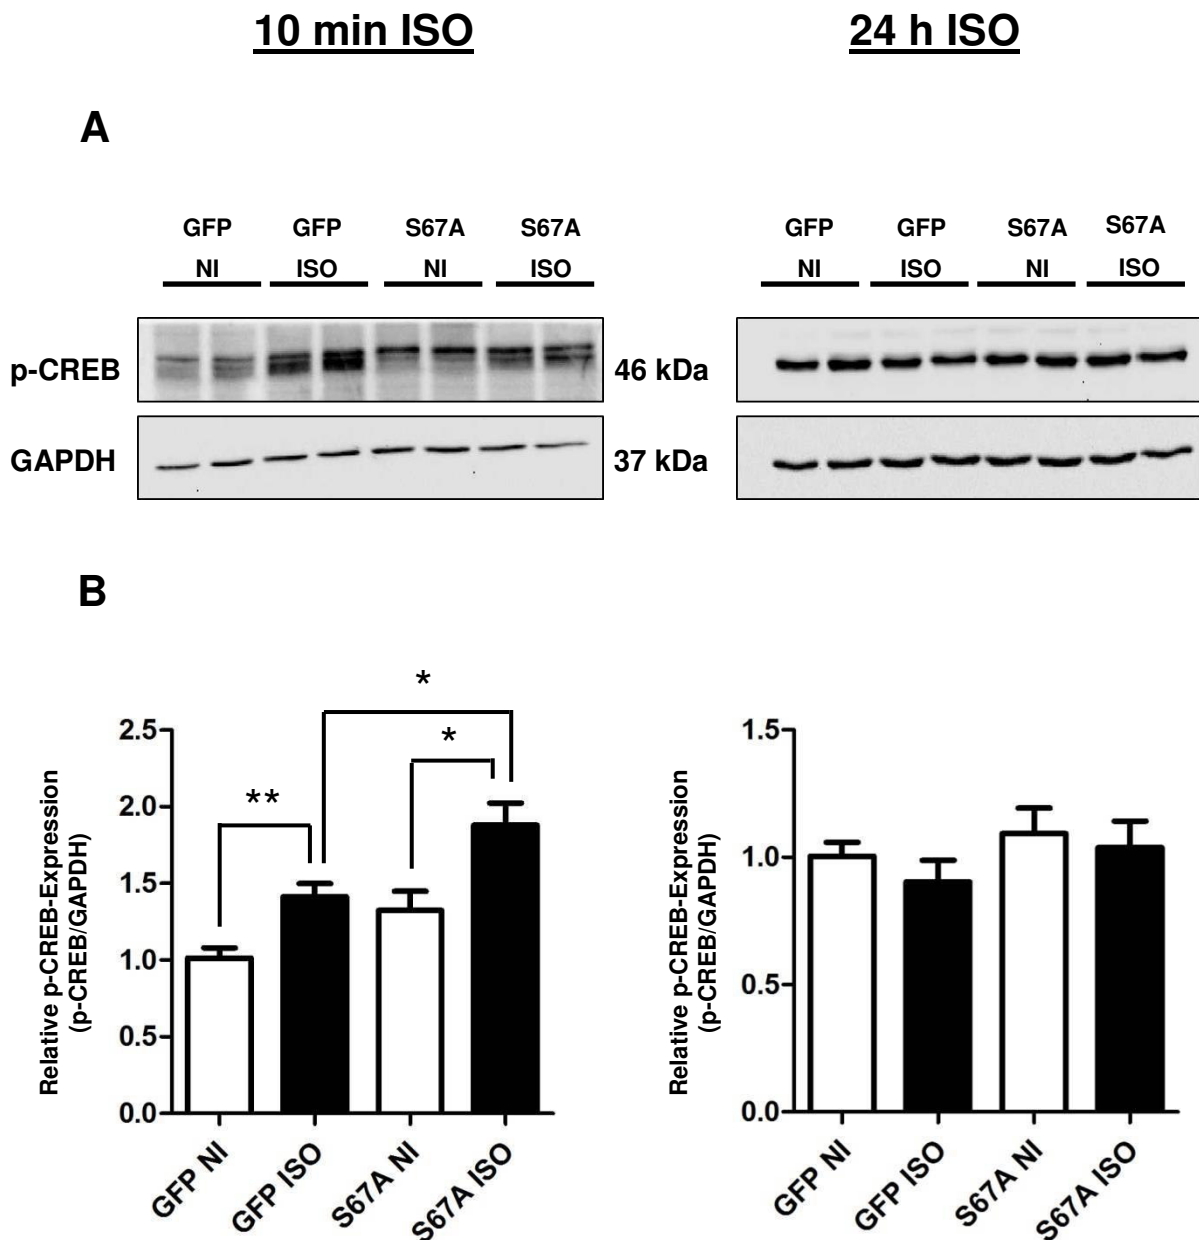 10 min ISO 24 h ISO
A
GFP GFP S67A S67A GFP GFP S67A S67A
NI ISO NI ISO NI ISO NI ISO
p-CREB 46 kDa
GAPDH 37 kDa
B
* 
*
**
2.5
2.0
1.5
1.0
0.5
0.0
Relative p-CREB-Expression
(p-CREB/GAPDH)
GFP NI
GFP ISO
S67A NI
S67A ISO
1.5
1.0
0.5
0.0
Relative p-CREB-Expression
(p-CREB/GAPDH)
GFP NI
GFP ISO
S67A NI
S67A ISO